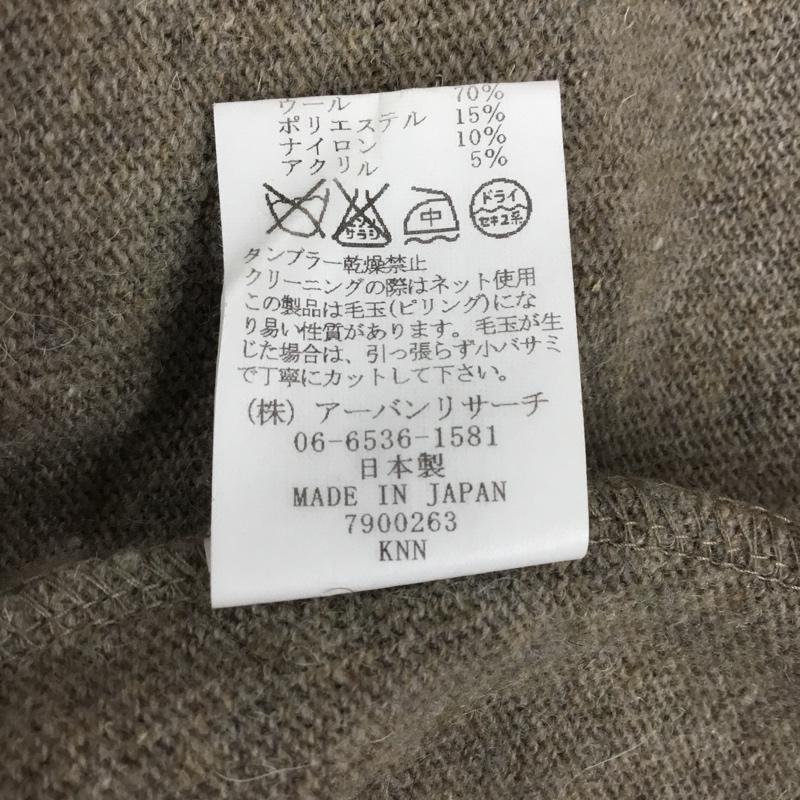 ウール 70%
ポリエステル 15%
ナイロン 10%
アクリル 5%
エンソ サラシ
中
ドライ
セキユ系
タンブラー乾燥禁止
クリーニングの際はネット使用
この製品は毛玉(ピリング)にな
り易い性質があります。毛玉が生
じた場合は、引っ張らず小バサミ
で丁寧にカットして下さい。
(株) アーバンリサーチ
06-6536-1581
日本製
MADE IN JAPAN
7900263
KNN